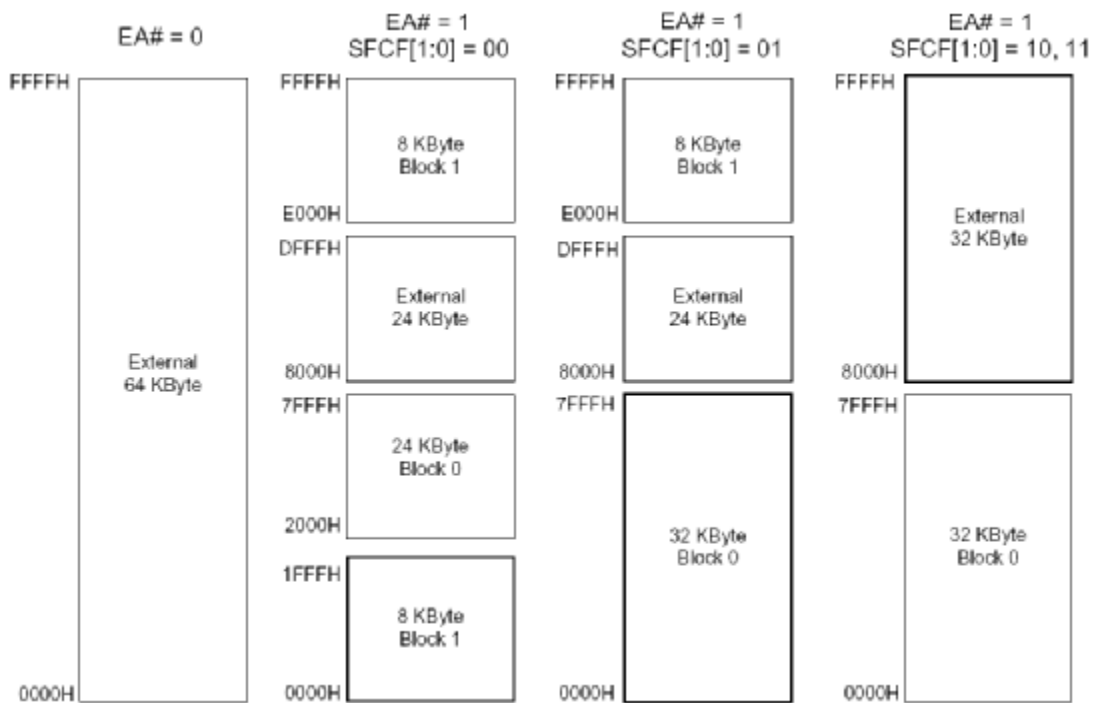 EA# = 0
FFFFH
External
64 KByte
0000H
EA# = 1
SFCF[1:0] = 00
FFFFH
8 KByte
Block 1
E000H
DFFFH
External
24 KByte
8000H
7FFFH
24 KByte
Block 0
2000H
1FFFH
8 KByte
Block 1
0000H
EA# = 1
SFCF[1:0] = 01
FFFFH
8 KByte
Block 1
E000H
DFFFH
External
24 KByte
8000H
7FFFH
32 KByte
Block 0
0000H
EA# = 1
SFCF[1:0] = 10, 11
FFFFH
External
32 KByte
8000H
7FFFH
32 KByte
Block 0
0000H